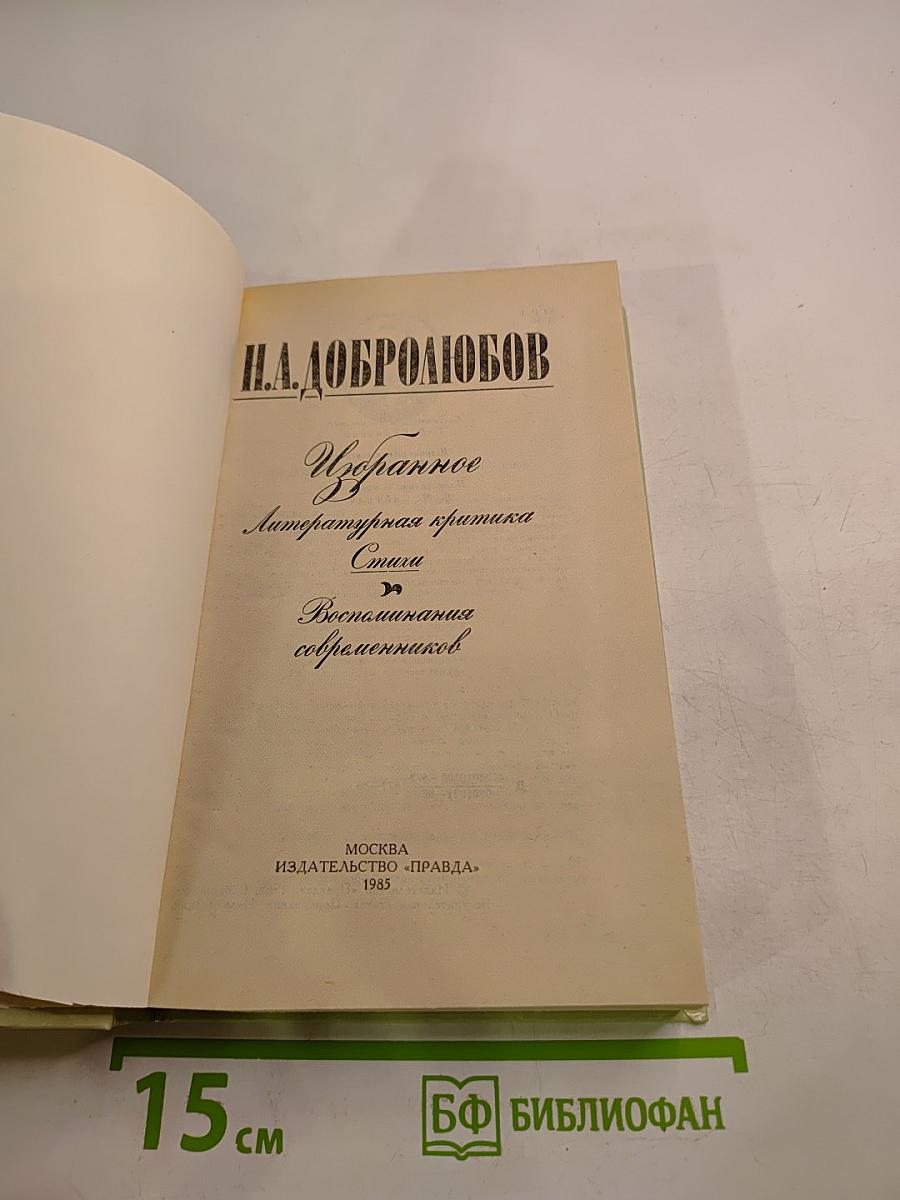 Н.А.ДОБРОЛЮБОВ
Избранное
Литературная критика
Стихи
Воспоминания
современников
МОСКВА
ИЗДАТЕЛЬСТВО «ПРАВДА»
1985
15 см
БФ БИБЛИОФАН